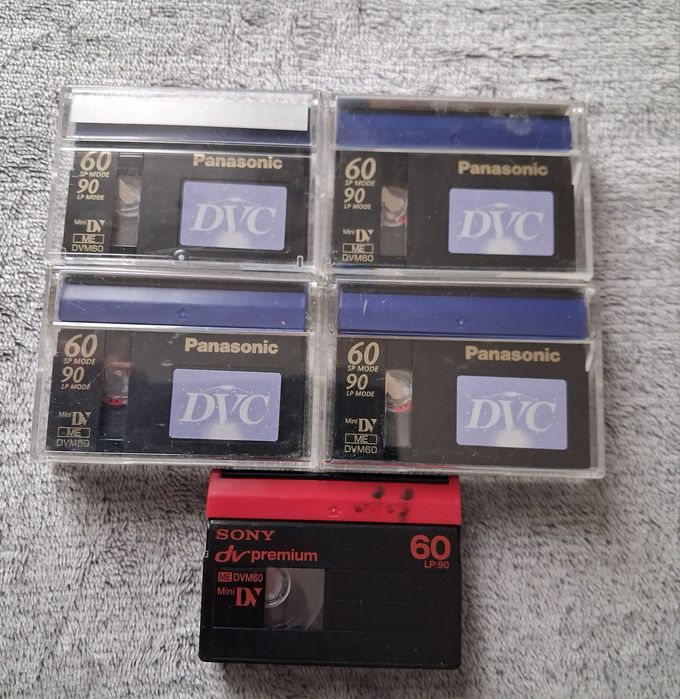 60
SP MODE
90
LP MODE
Mini DV
ME
DVM60
Panasonic
DVC
60
SP MODE
90
LP MODE
Mini DV
ME
DVM60
Panasonic
DVC
60
SP MODE
90
LP MODE
Mini DV
ME
DVM60
Panasonic
DVC
60
SP MODE
90
LP MODE
Mini DV
ME
DVM60
Panasonic
DVC
SONY
dv premium
60
LP:90
ME DVM60
Mini DV